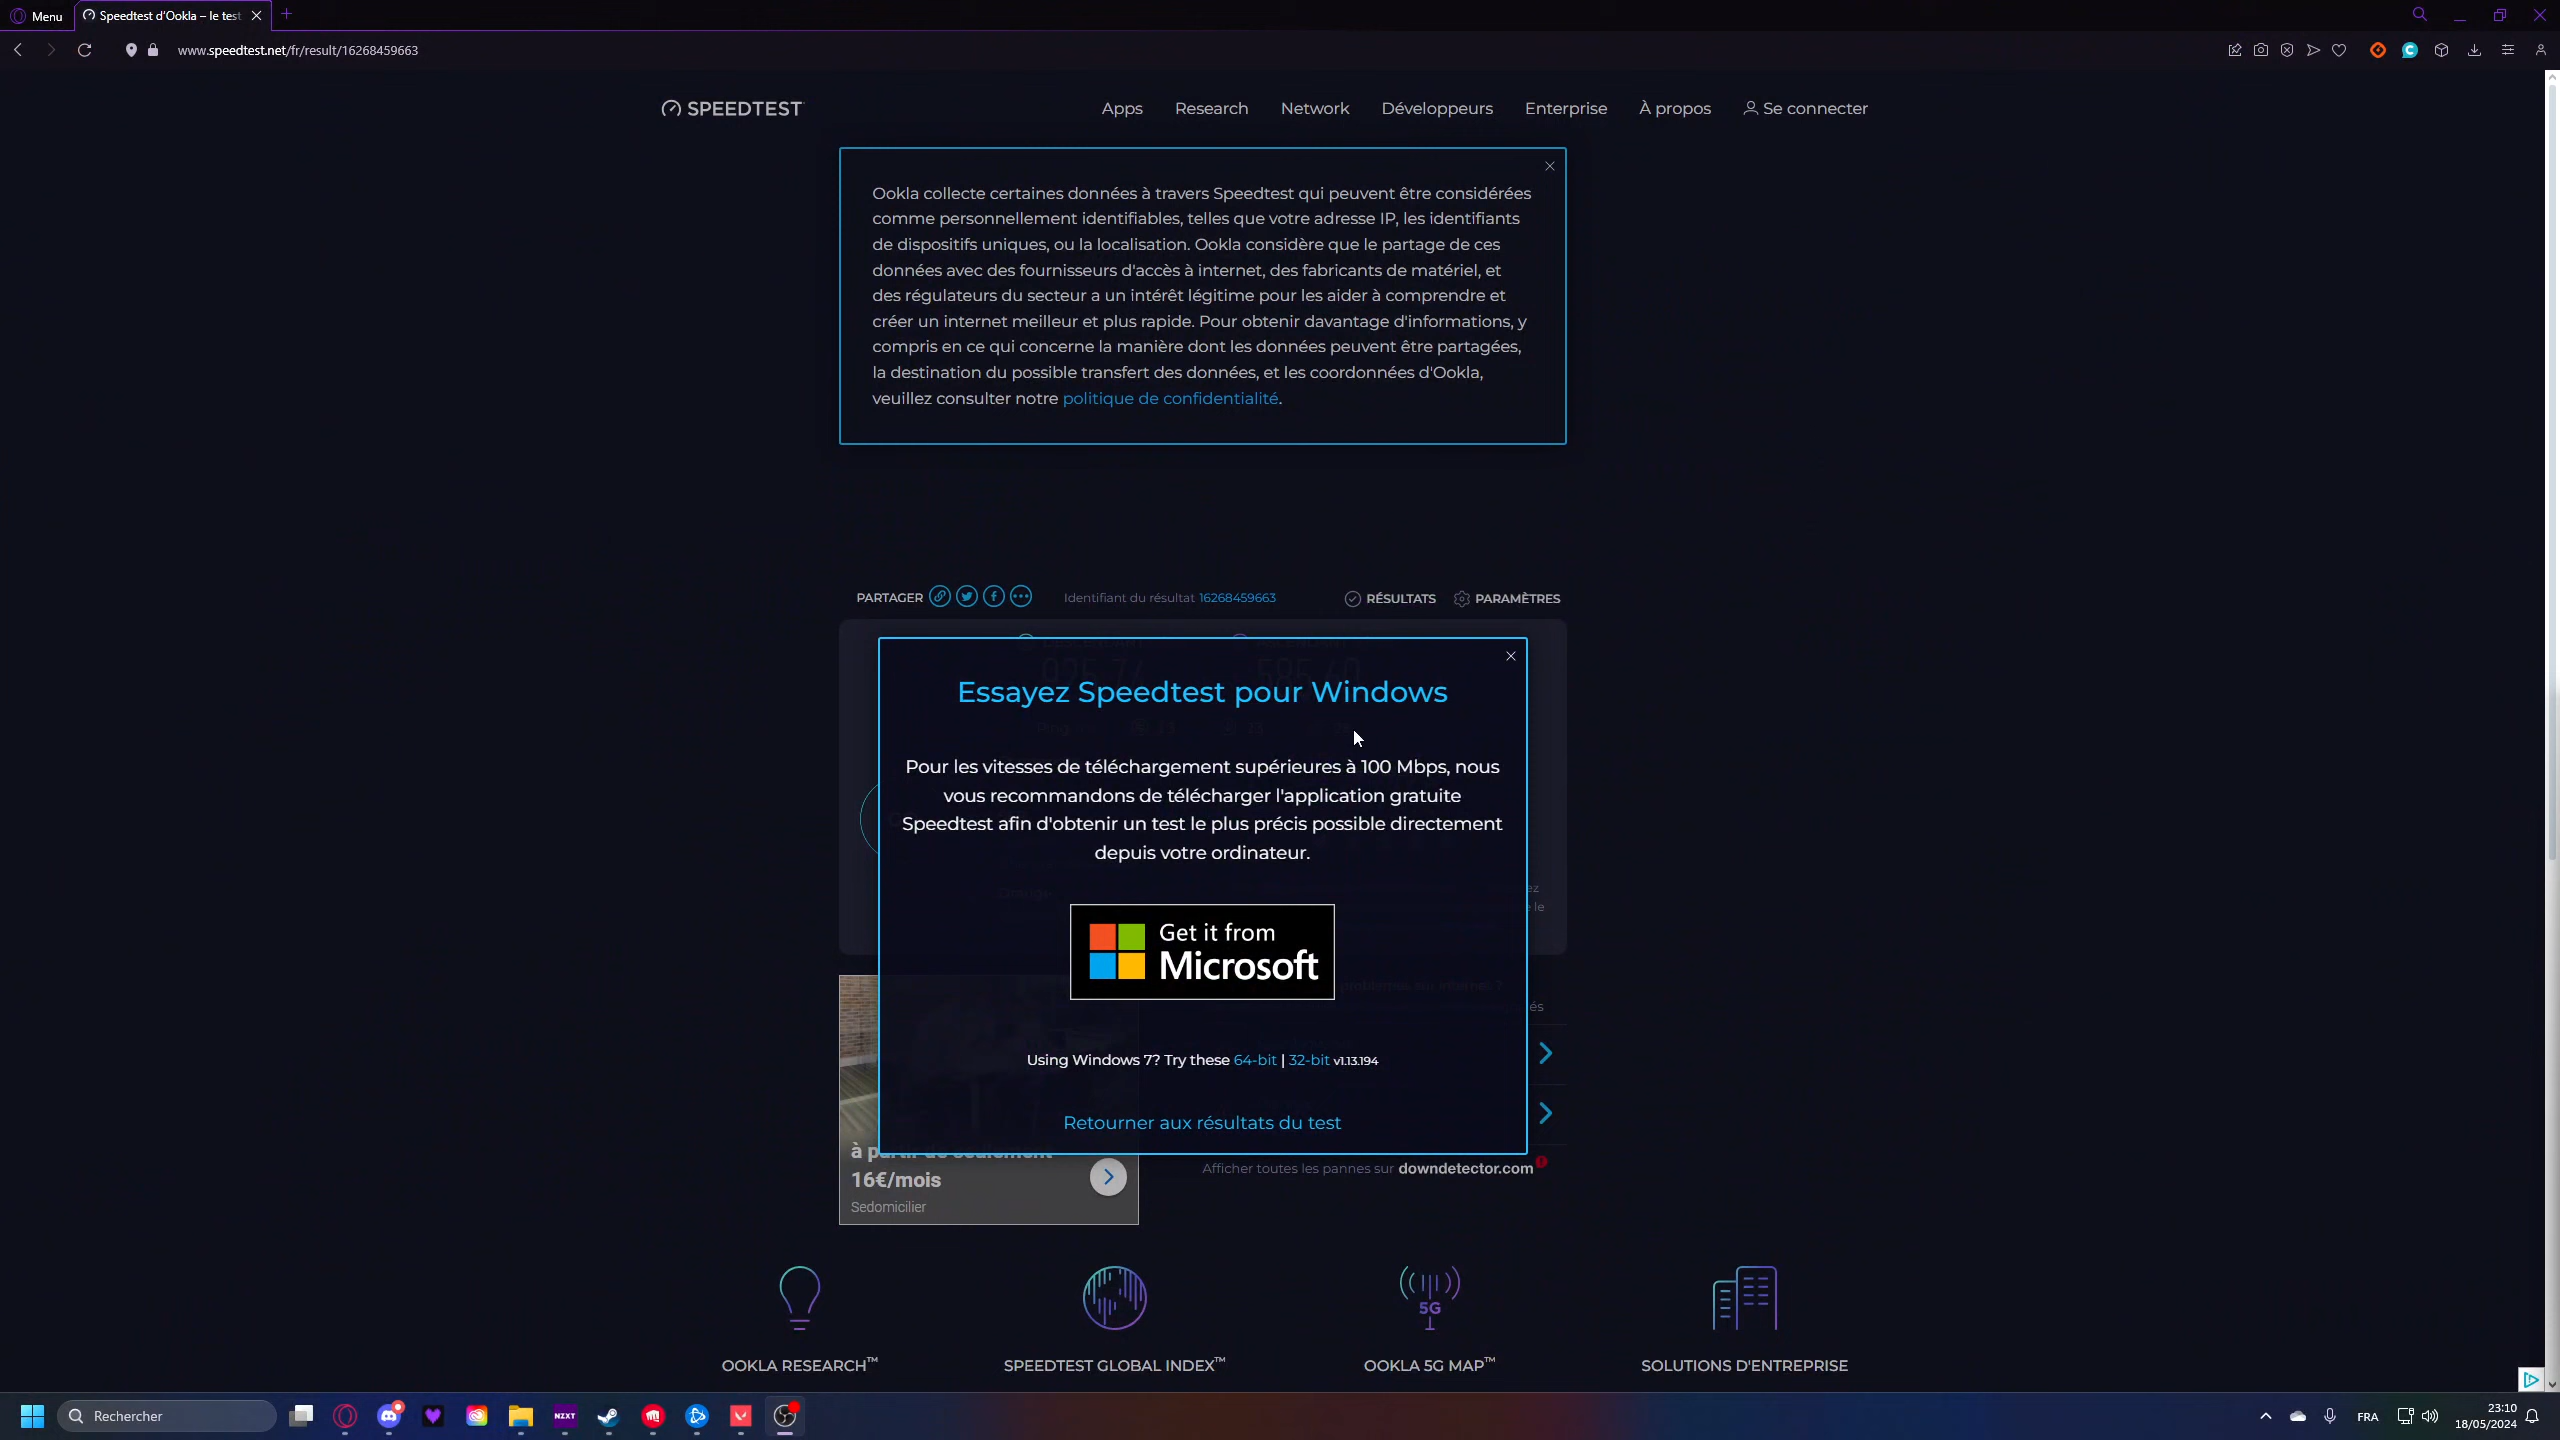 Menu
Speedtest d'Ookla – le test
www.speedtest.net/fr/result/16268459663
SPEEDTEST
Apps
Research
Network
Développeurs
Enterprise
À propos
Se connecter
Ookla collecte certaines données à travers Speedtest qui peuvent être considérées
comme personnellement identifiables, telles que votre adresse IP, les identifiants
de dispositifs uniques, ou la localisation. Ookla considère que le partage de ces
données avec des fournisseurs d'accès à internet, des fabricants de matériel, et
des régulateurs du secteur a un intérêt légitime pour les aider à comprendre et
créer un internet meilleur et plus rapide. Pour obtenir davantage d'informations, y
compris en ce qui concerne la manière dont les données peuvent être partagées,
la destination du possible transfert des données, et les coordonnées d'Ookla,
veuillez consulter notre politique de confidentialité.
PARTAGER
Identifiant du résultat 16268459663
RÉSULTATS
PARAMÈTRES
Essayez Speedtest pour Windows
Pour les vitesses de téléchargement supérieures à 100 Mbps, nous
vous recommandons de télécharger l'application gratuite
Speedtest afin d'obtenir un test le plus précis possible directement
depuis votre ordinateur.
Get it from
Microsoft
Using Windows 7? Try these 64-bit | 32-bit v1.13.194
Retourner aux résultats du test
16€/mois
Sedomicilier
Afficher toutes les pannes sur downdetector.com
OOKLA RESEARCH™
SPEEDTEST GLOBAL INDEX™
5G
OOKLA 5G MAP™
SOLUTIONS D'ENTREPRISE
Rechercher
NZXT
FRA
23:10
18/05/2024